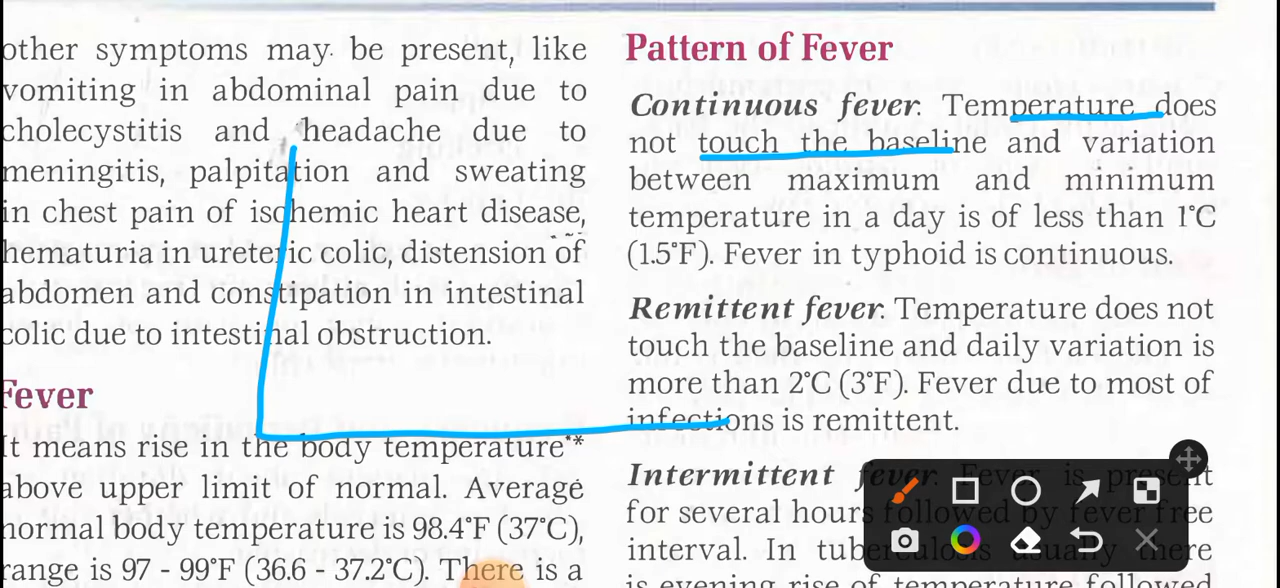 other symptoms may be present, like
vomiting in abdominal pain due to
cholecystitis and headache due to
meningitis, palpitation and sweating
in chest pain of ischemic heart disease,
hematuria in ureteric colic, distension of
abdomen and constipation in intestinal
colic due to intestinal obstruction.
Fever
It means rise in the body temperature**
above upper limit of normal. Average
normal body temperature is 98.4°F (37°C),
range is 97 - 99°F (36.6 - 37.2°C). There is a
Pattern of Fever
Continuous fever. Temperature does
not touch the baseline and variation
between maximum and minimum
temperature in a day is of less than 1°C
(1.5°F). Fever in typhoid is continuous.
Remittent fever. Temperature does not
touch the baseline and daily variation is
more than 2°C (3°F). Fever due to most of
infections is remittent.
Intermittent fever. Fever is present
for several hours followed by fever free
interval. In tuberculosis usually there
is evening rise of temperature followed